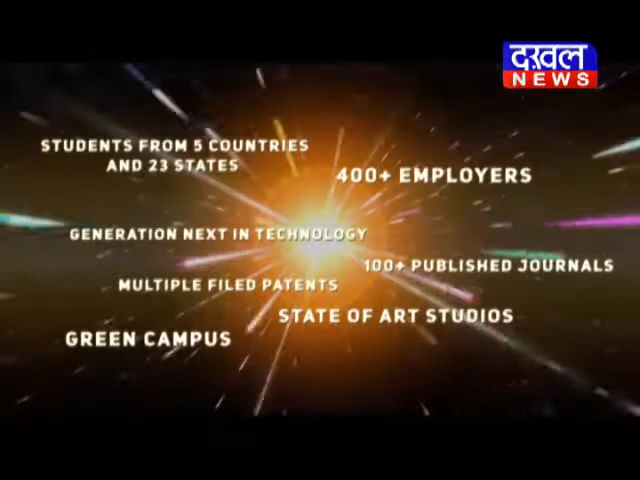 दख़ल
NEWS
STUDENTS FROM 5 COUNTRIES
AND 23 STATES
400+ EMPLOYERS
GENERATION NEXT IN TECHNOLOGY
100+ PUBLISHED JOURNALS
MULTIPLE FILED PATENTS
STATE OF ART STUDIOS
GREEN CAMPUS